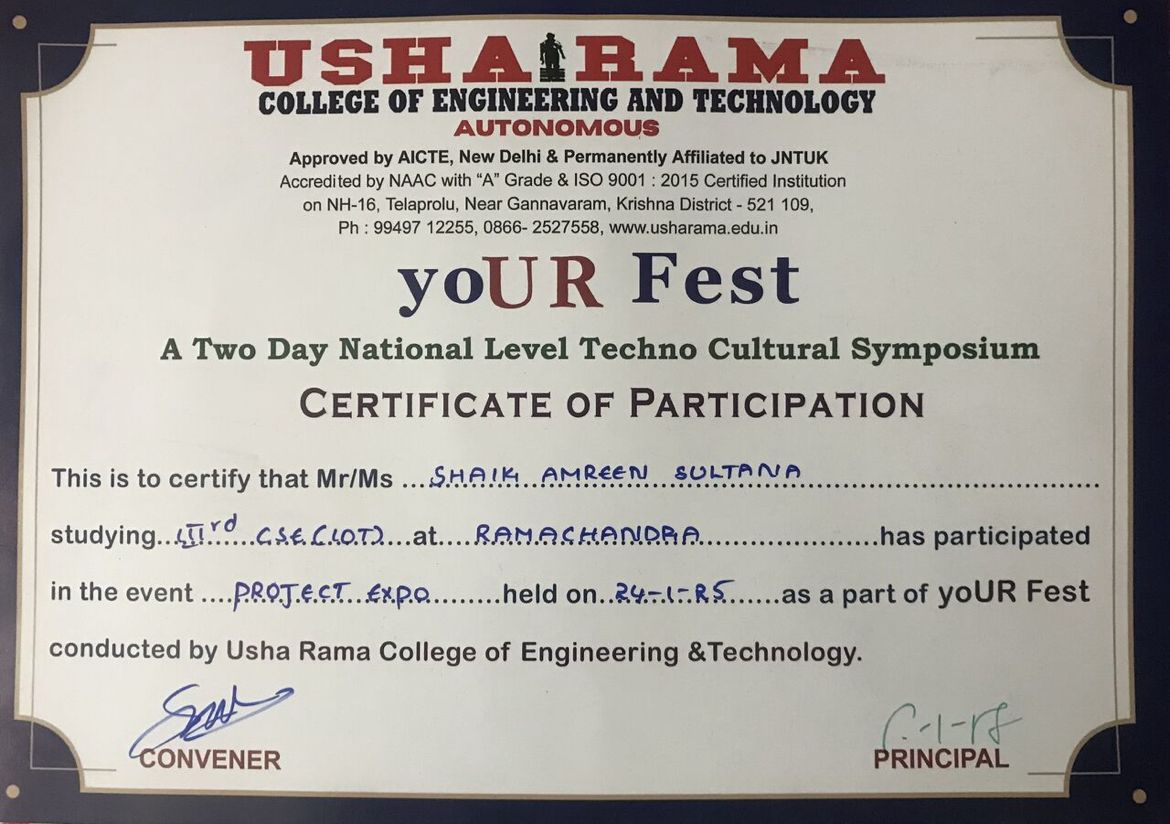 USHA RAMA
COLLEGE OF ENGINEERING AND TECHNOLOGY
AUTONOMOUS
Approved by AICTE, New Delhi & Permanently Affiliated to JNTUK
Accredited by NAAC with “A” Grade & ISO 9001 : 2015 Certified Institution
on NH-16, Telaprolu, Near Gannavaram, Krishna District - 521 109,
Ph : 99497 12255, 0866- 2527558, www.usharama.edu.in
yoUR Fest
A Two Day National Level Techno Cultural Symposium
CERTIFICATE OF PARTICIPATION
This is to certify that Mr/Ms ...SHAIK AMREEN SULTANA...
studying..IIIrd CSE (IOT)...at....RAMACHANDRA...has participated
in the event ....PROJECT EXPO...held on..24-1-25...as a part of yoUR Fest
conducted by Usha Rama College of Engineering &Technology.
CONVENER
PRINCIPAL